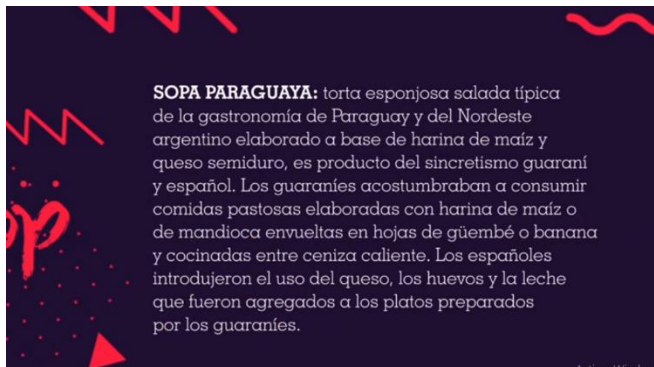 SOPA PARAGUAYA: torta esponjosa salada típica
de la gastronomía de Paraguay y del Nordeste
argentino elaborado a base de harina de maíz y
queso semiduro, es producto del sincretismo guaraní
y español. Los guaraníes acostumbraban a consumir
comidas pastosas elaboradas con harina de maíz o
de mandioca envueltas en hojas de güembé o banana
y cocinadas entre ceniza caliente. Los españoles
introdujeron el uso del queso, los huevos y la leche
que fueron agregados a los platos preparados
por los guaraníes.